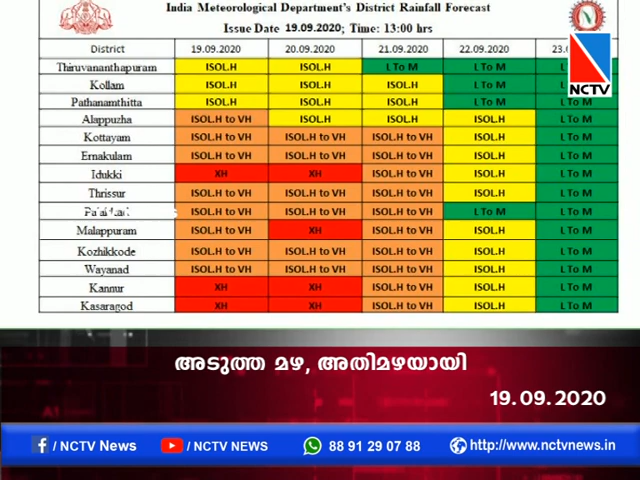 India Meteorological Department's District Rainfall Forecast
Issue Date 19.09.2020; Time: 13:00 hrs
District 19.09.2020 20.09.2020 21.09.2020 22.09.2020
Thiruvananthapuram ISOL.H ISOL.H L To M L To M
Kollam ISOL.H ISOL.H ISOL.H L To M
Pathanamthitta ISOL.H ISOL.H ISOL.H L To M L To M
Alappuzha ISOL.H to VH ISOL.H ISOL.H ISOL.H L To M
Kottayam ISOL.H to VH ISOL.H to VH ISOL.H to VH ISOL.H L To M
Ernakulam ISOL.H to VH ISOL.H to VH ISOL.H to VH ISOL.H L To M
Idukki XH XH ISOL.H to VH ISOL.H L To M
Thrissur ISOL.H to VH ISOL.H to VH ISOL.H to VH ISOL.H L To M
ISOL.H to VH ISOL.H to VH ISOL.H to VH L To M L To M
Malappuram ISOL.H to VH XH ISOL.H to VH ISOL.H L To M
Kozhikkode ISOL.H to VH ISOL.H to VH ISOL.H to VH ISOL.H L To M
Wayanad ISOL.H to VH ISOL.H to VH ISOL.H to VH ISOL.H L To M
Kannur XH XH ISOL.H to VH ISOL.H L To M
Kasaragod XH XH ISOL.H to VH ISOL.H L To M
NCTV
അടുത്ത മഴ, അതിമഴയായി
19.09.2020
/ NCTV News / NCTV NEWS 88 91 29 07 88 http://www.nctvnews.in